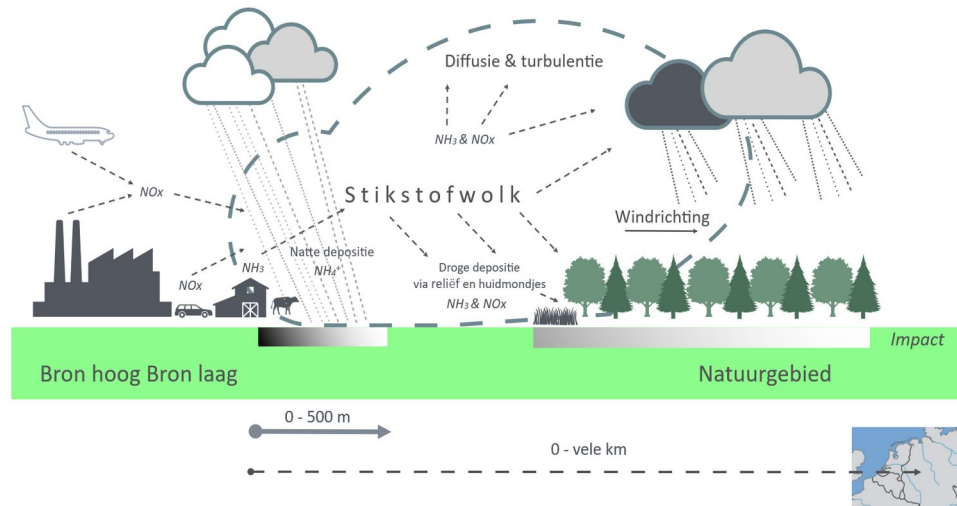 Diffusie & turbulentie
NH₃ & NOx
NOx
Stikstofwolk
Windrichting
Natte depositie
NH₄⁺
NH₃
NOx
Droge depositie
via reliëf en huidmondjes
NH₃ & NOx
Impact
Bron hoog Bron laag
Natuurgebied
0 - 500 m
0 - vele km